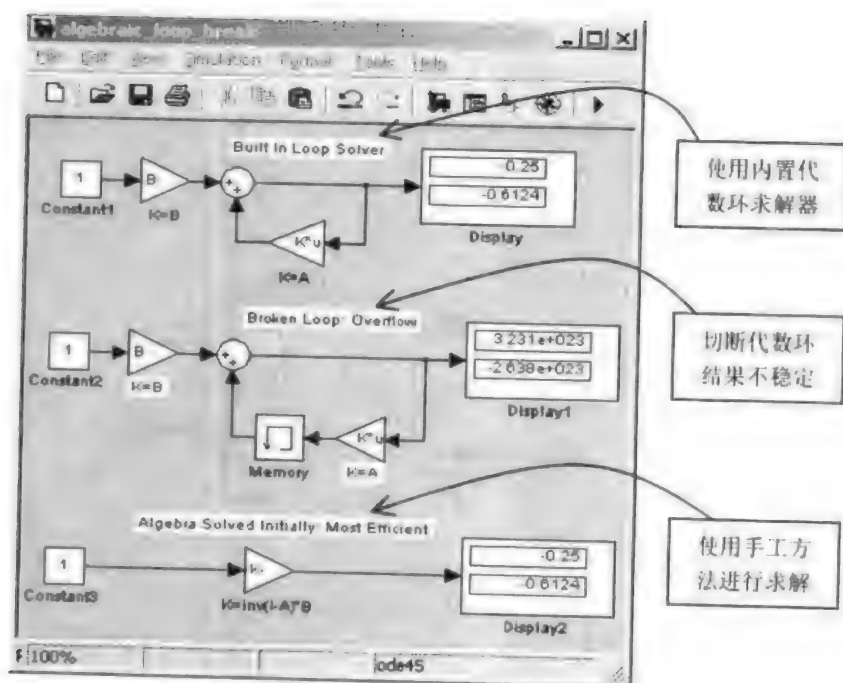 algebraic_loop_break
File Edit View Simulation Format Tools Help
Built In Loop Solver
1
Constant1
B
K=B
K*u
K=A
-0.25
-0.6124
Display
使用内置代
数环求解器
Broken Loop: Overflow
1
Constant2
B
K=B
Memory
K*u
K=A
3.231e+023
-2.638e+023
Display1
切断代数环
结果不稳定
Algebra Solved Initially: Most Efficient
1
Constant3
K=inv(I-A)*B
-0.25
-0.6124
Display2
使用手工方
法进行求解
100%
ode45